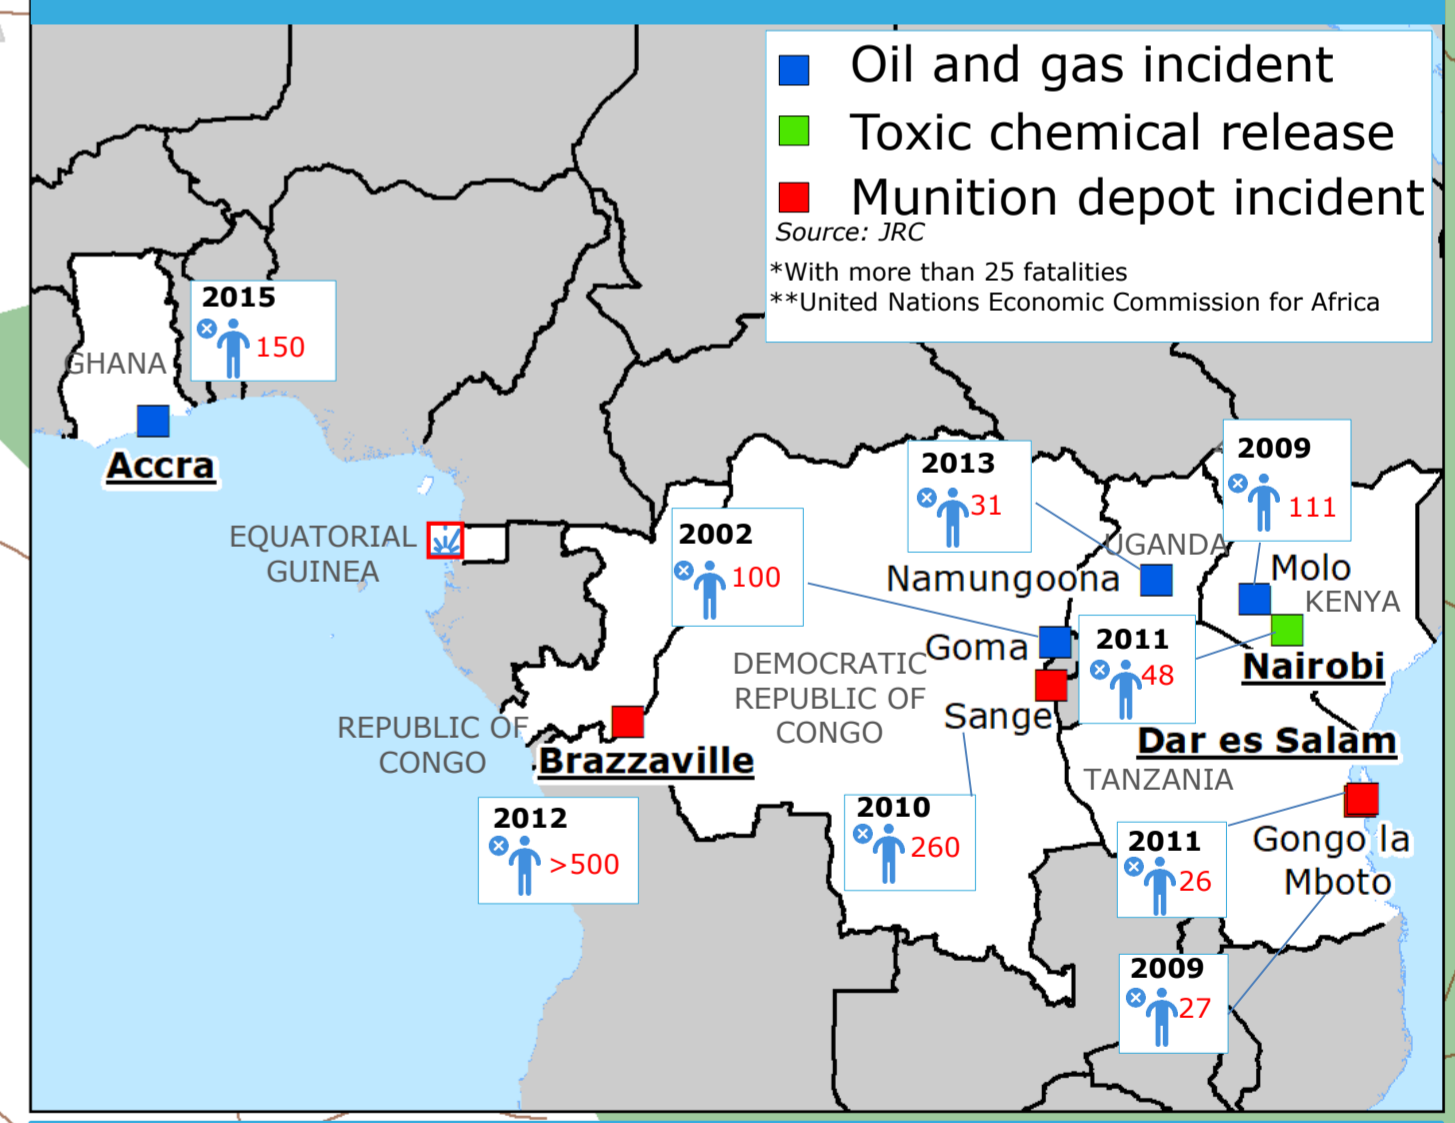 Oil and gas incident
Toxic chemical release
Munition depot incident
Source: JRC
*With more than 25 fatalities
**United Nations Economic Commission for Africa
2015
150
GHANA
Accra
EQUATORIAL
GUINEA
2002
100
2013
31
UGANDA
Namungoona
2009
111
Molo
KENYA
Goma
2011
48
Nairobi
DEMOCRATIC
REPUBLIC OF
CONGO
Sange
REPUBLIC OF
CONGO
Brazzaville
Dar es Salam
TANZANIA
2012
>500
2010
260
2011
26
Gongo la
Mboto
2009
27